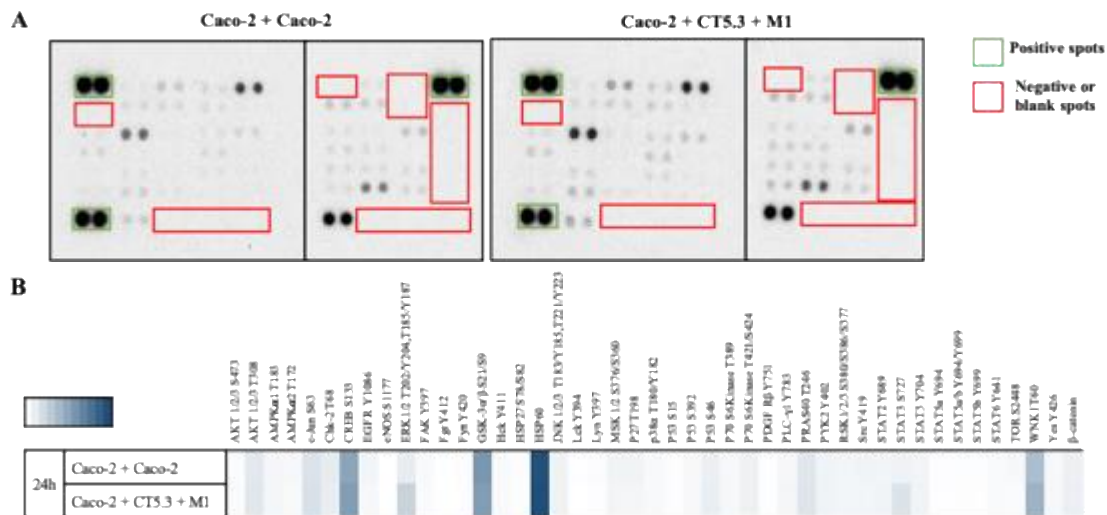 A
Caco-2 + Caco-2
Caco-2 + CT5.3 + M1
Positive spots
Negative or
blank spots
B
AKT 1/2/3 S473
AKT 1/2/3 T308
AMPKα1 T183
AMPKα2 T172
c-Jun S63
Chk-2 T68
CREB S133
EGFR Y1086
eNOS S1177
ERK1/2 T202/Y204,T185/Y187
FAK Y397
Fgr Y412
Fyn Y420
GSK-3α/β-S21/S9
Hck Y411
HSP27 S78/S82
HSP60
JNK 1/2/3 T183/Y185,T221/Y223
Lck Y394
Lyn Y397
MSK 1/2 S376/S360
P27 T198
p38α T180/Y182
P53 S15
P53 S392
P53 S46
P70 S6Kinase T389
P70 S6Kinase T421/S424
PDGF Rβ Y751
PLC-γ1 Y783
PRAS40 T246
PYK2 Y402
RSK1/2/3 S380/S386/S377
Src Y419
STAT2 Y689
STAT3 S727
STAT3 Y704
STAT5a Y694
STAT5a/b Y694/Y699
STAT5b Y699
STAT6 Y641
TOR S2448
WNK1T60
Yes Y426
β-catenin
24h
Caco-2 + Caco-2
Caco-2 + CT5.3 + M1